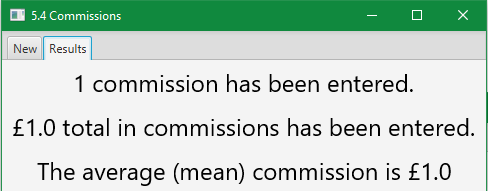 5.4 Commissions
New Results
1 commission has been entered.
£1.0 total in commissions has been entered.
The average (mean) commission is £1.0